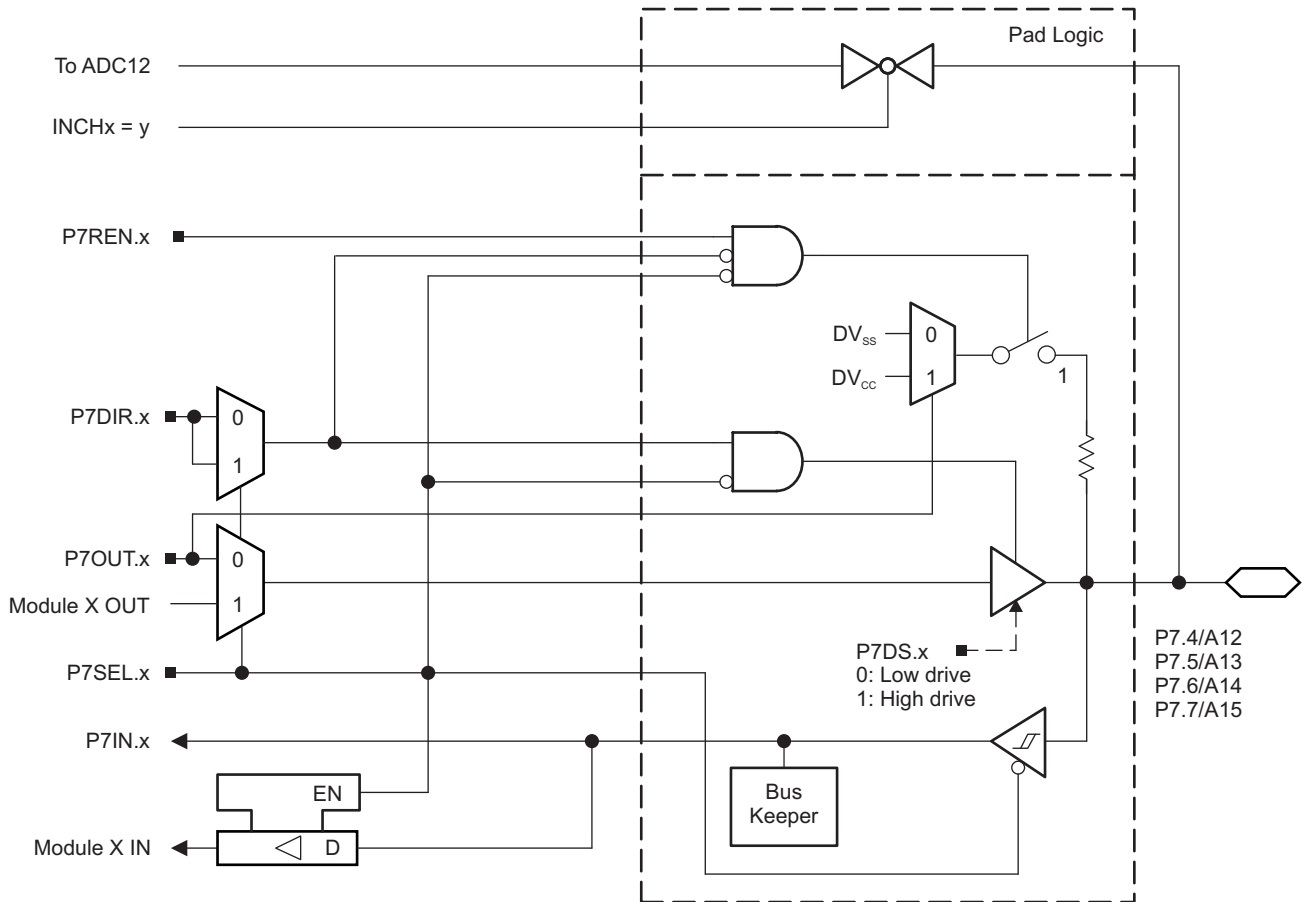 Pad Logic
To ADC12
INCHx = y
P7REN.x
DV_SS
0
DV_CC
1
1
P7DIR.x
0
1
P7OUT.x
0
Module X OUT
1
P7SEL.x
P7DS.x
0: Low drive
1: High drive
P7.4/A12
P7.5/A13
P7.6/A14
P7.7/A15
P7IN.x
Bus
Keeper
EN
Module X IN
D